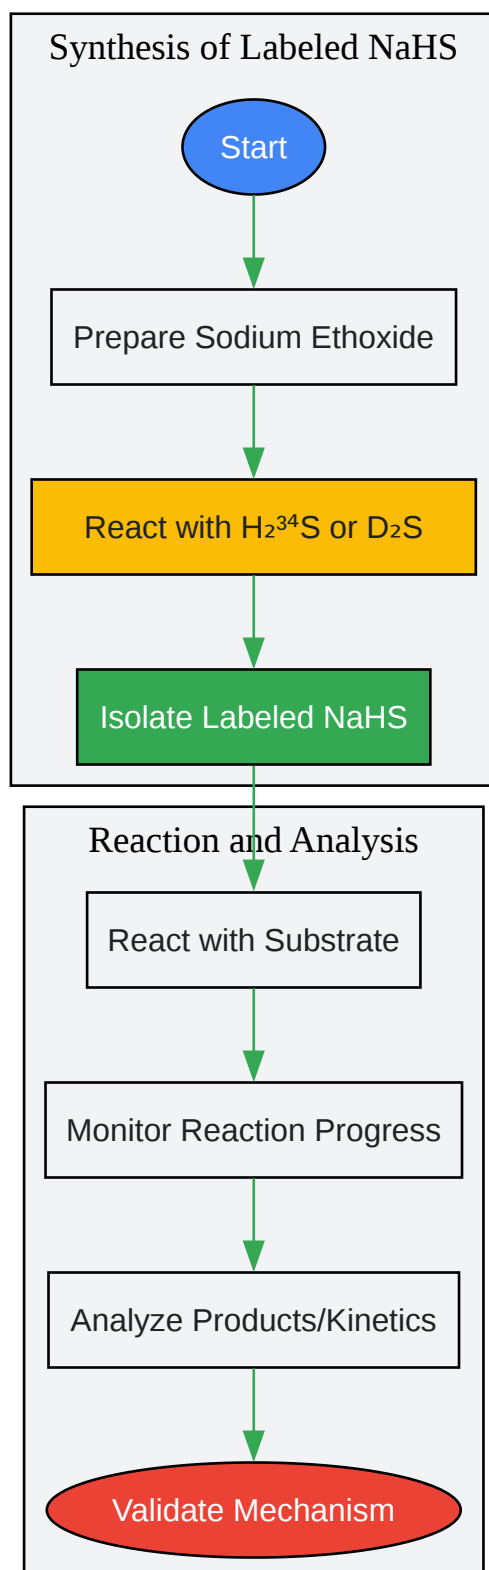 Synthesis of Labeled NaHS
Start
Prepare Sodium Ethoxide
React with H₂³⁴S or D₂S
Isolate Labeled NaHS
Reaction and Analysis
React with Substrate
Monitor Reaction Progress
Analyze Products/Kinetics
Validate Mechanism